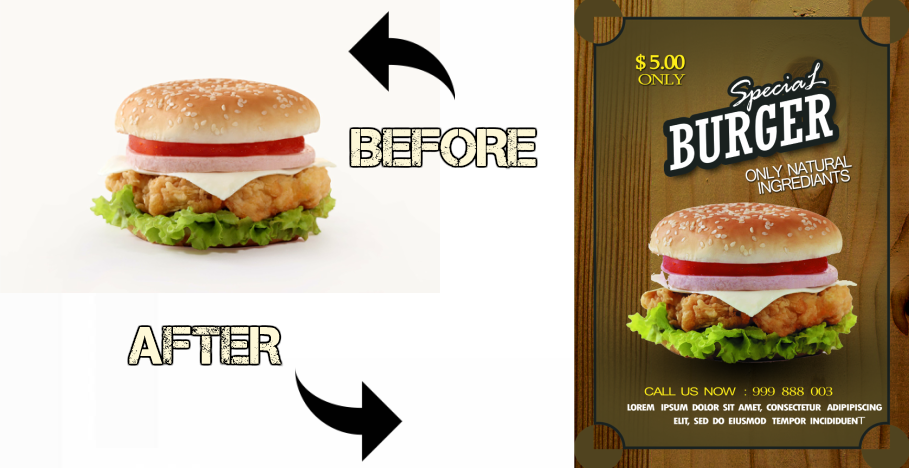 BEFORE
AFTER
$ 5.00
ONLY
Special
BURGER
ONLY NATURAL
INGREDIANTS
CALL US NOW : 999 888 003
LOREM IPSUM DOLOR SIT AMET, CONSECTETUR ADIPIPISCING
ELIT, SED DO EIUSMOD TEMPOR INCIDIDUENT